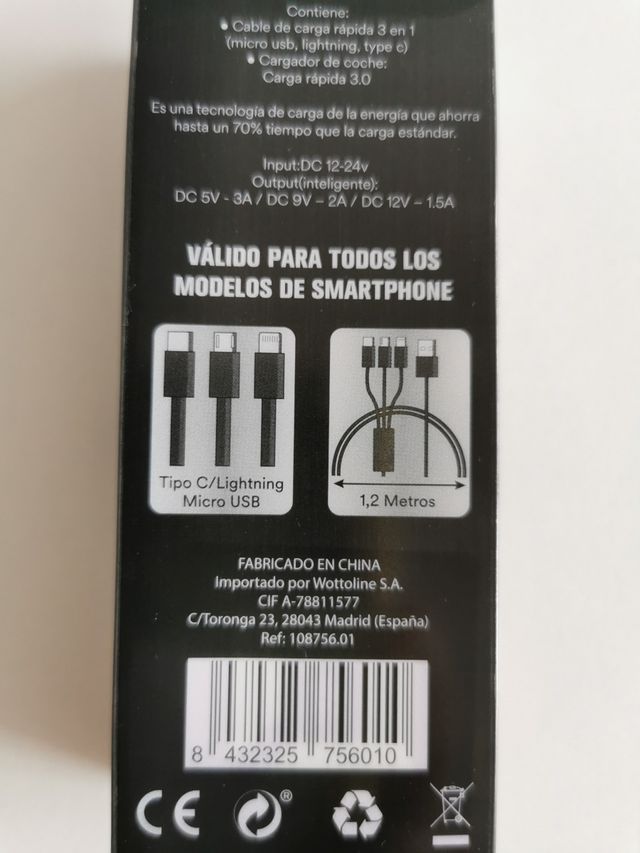 Contiene:
• Cable de carga rápida 3 en 1
(micro usb, lightning, type c)
• Cargador de coche:
Carga rápida 3.0
Es una tecnología de carga de la energía que ahorra
hasta un 70% tiempo que la carga estándar.
Input:DC 12-24v
Output(inteligente):
DC 5V - 3A / DC 9V – 2A / DC 12V – 1.5A
VÁLIDO PARA TODOS LOS
MODELOS DE SMARTPHONE
Tipo C/Lightning
Micro USB
1,2 Metros
FABRICADO EN CHINA
Importado por Wottoline S.A.
CIF A-78811577
C/Toronga 23, 28043 Madrid (España)
Ref: 108756.01
8 432325 756010
CE ®